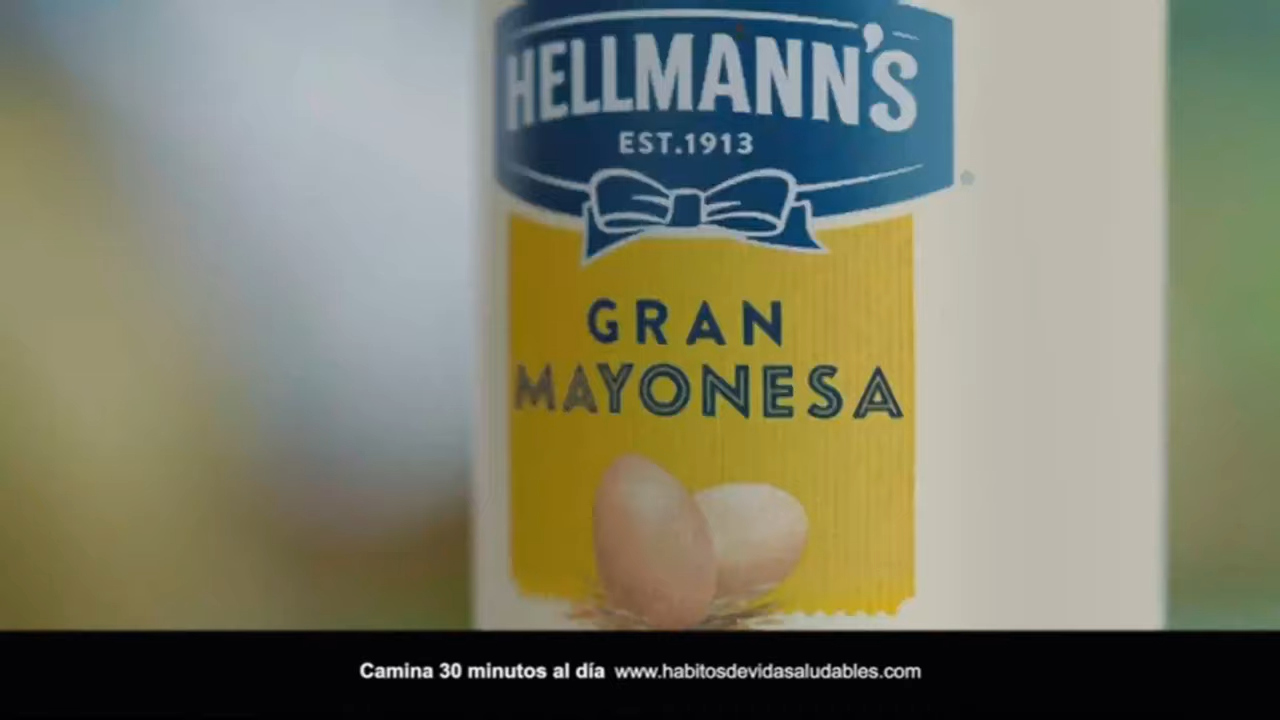 HELLMANN'S
EST.1913
GRAN
MAYONESA
Camina 30 minutos al día www.habitosdevidasaludables.com